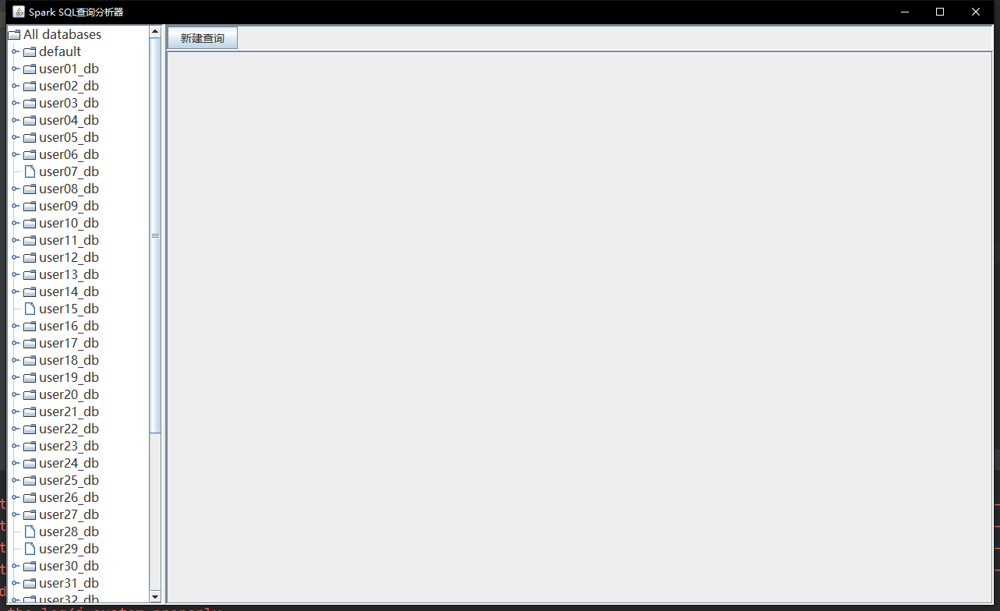 Spark SQL查询分析器
All databases
default
user01_db
user02_db
user03_db
user04_db
user05_db
user06_db
user07_db
user08_db
user09_db
user10_db
user11_db
user12_db
user13_db
user14_db
user15_db
user16_db
user17_db
user18_db
user19_db
user20_db
user21_db
user22_db
user23_db
user24_db
user25_db
user26_db
user27_db
user28_db
user29_db
user30_db
user31_db
user32_db
新建查询